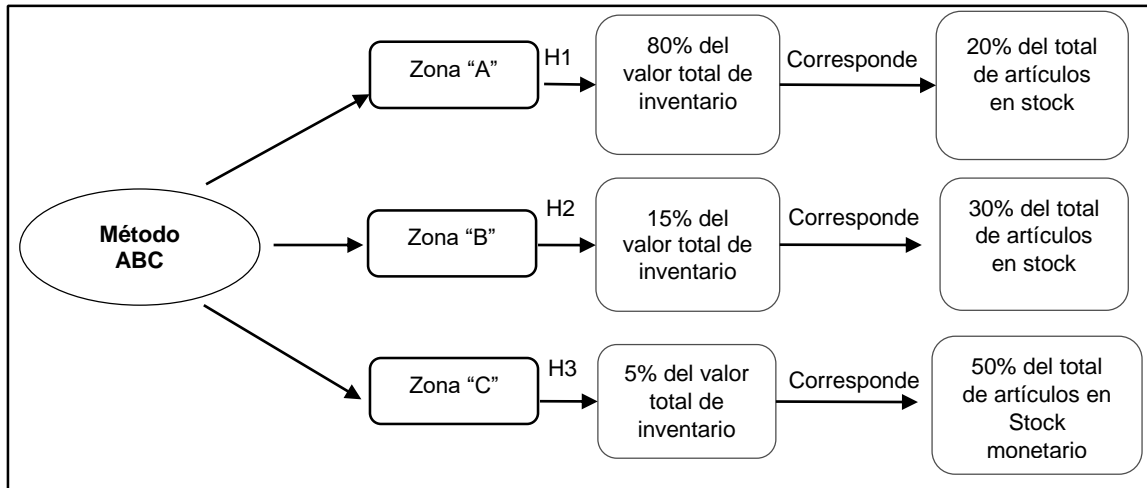 Zona “A”
H1
80% del
valor total de
inventario
Corresponde
20% del total
de artículos
en stock
Método
ABC
Zona “B”
H2
15% del
valor total de
inventario
Corresponde
30% del total
de artículos
en stock
Zona “C”
H3
5% del valor
total de
inventario
Corresponde
50% del total
de artículos en
Stock
monetario